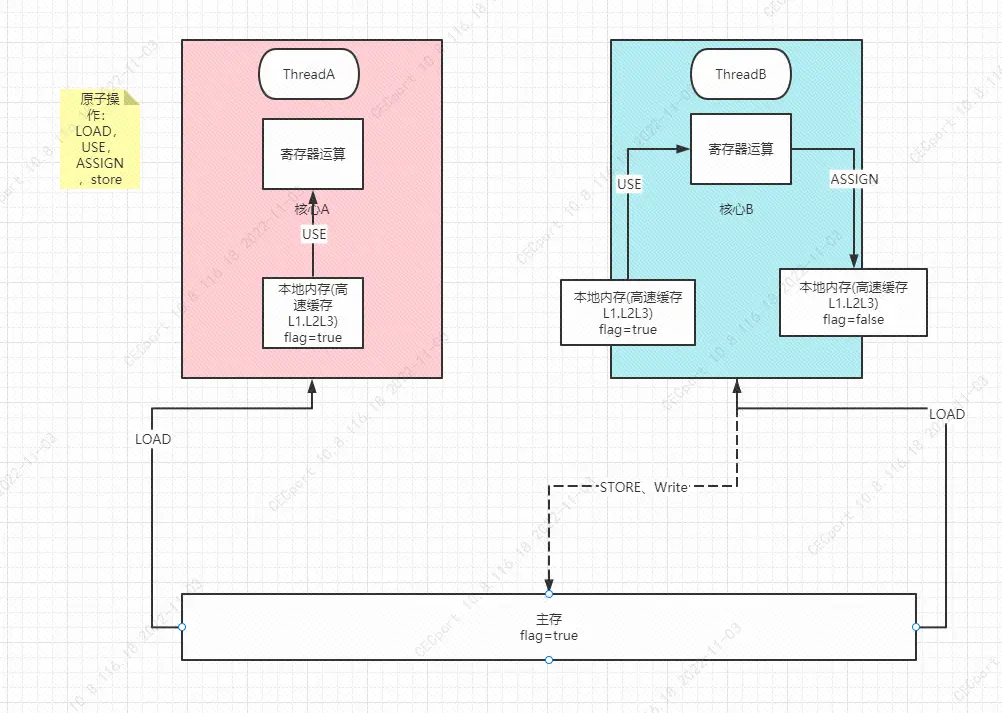 原子操
作：
LOAD，
USE，
ASSIGN
，store
ThreadA
寄存器运算
核心A
USE
本地内存(高
速缓存
L1.L2L3)
flag=true
LOAD
ThreadB
寄存器运算
USE
ASSIGN
核心B
本地内存(高速缓存
L1.L2L3)
flag=true
本地内存(高速缓存
L1.L2L3)
flag=false
LOAD
STORE、Write
主存
flag=true
CECport 10.8.116.18 2022-11-03